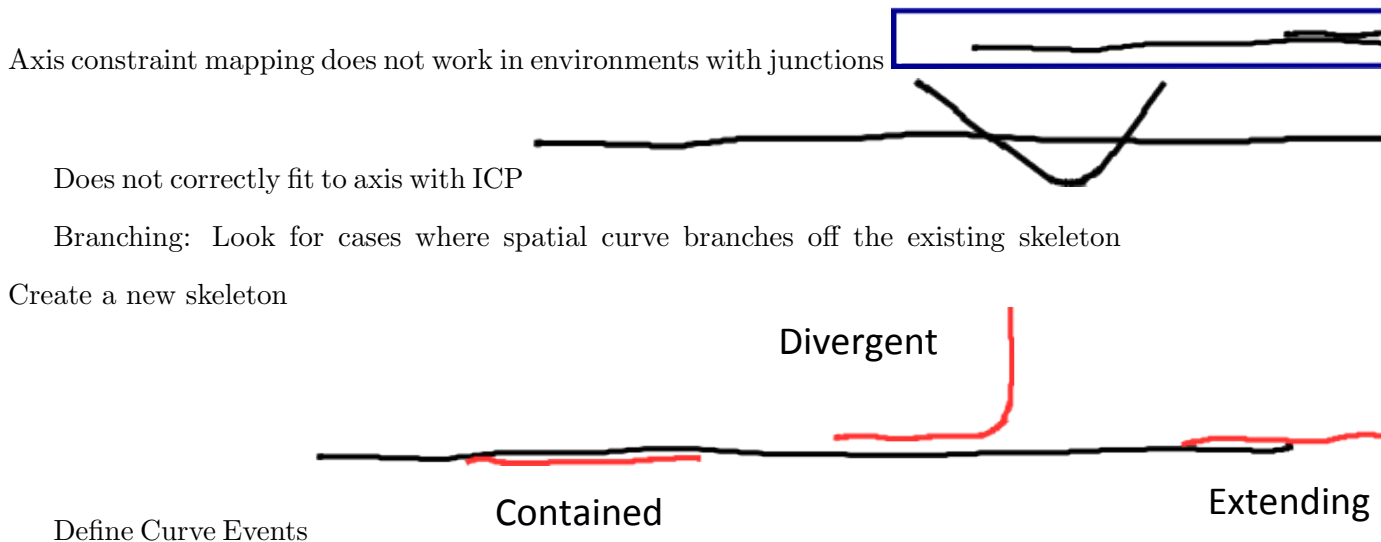 Axis constraint mapping does not work in environments with junctions
Does not correctly fit to axis with ICP
Branching: Look for cases where spatial curve branches off the existing skeleton
Create a new skeleton
Divergent
Contained
Extending
Define Curve Events